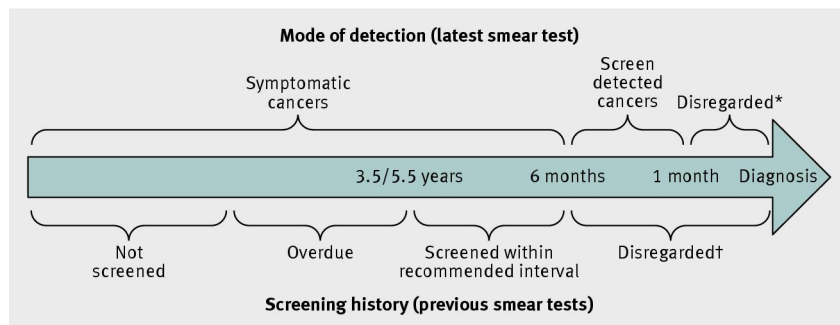 Mode of detection (latest smear test)
Symptomatic
cancers
Screen
detected
cancers
Disregarded*
3.5/5.5 years
6 months
1 month
Diagnosis
Not
screened
Overdue
Screened within
recommended interval
Disregarded†
Screening history (previous smear tests)